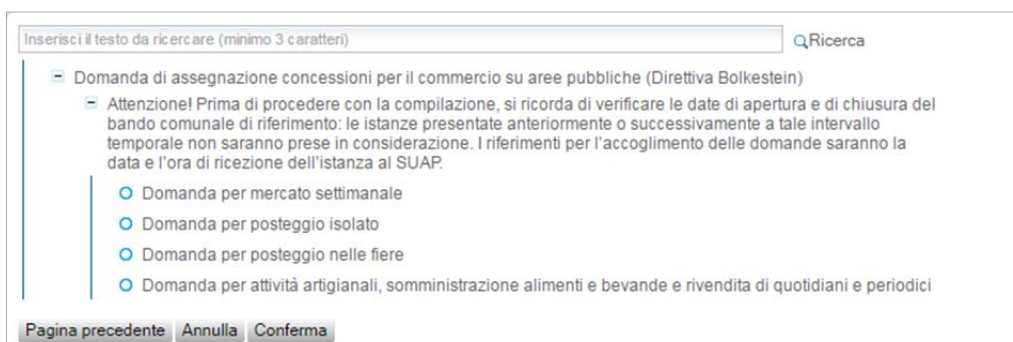 Inserisci il testo da ricercare (minimo 3 caratteri)
Ricerca
Domanda di assegnazione concessioni per il commercio su aree pubbliche (Direttiva Bolkestein)
Attenzione! Prima di procedere con la compilazione, si ricorda di verificare le date di apertura e di chiusura del
bando comunale di riferimento: le istanze presentate anteriormente o successivamente a tale intervallo
temporale non saranno prese in considerazione. I riferimenti per l'accoglimento delle domande saranno la
data e l'ora di ricezione dell'istanza al SUAP.
Domanda per mercato settimanale
Domanda per posteggio isolato
Domanda per posteggio nelle fiere
Domanda per attività artigianali, somministrazione alimenti e bevande e rivendita di quotidiani e periodici
Pagina precedente Annulla Conferma